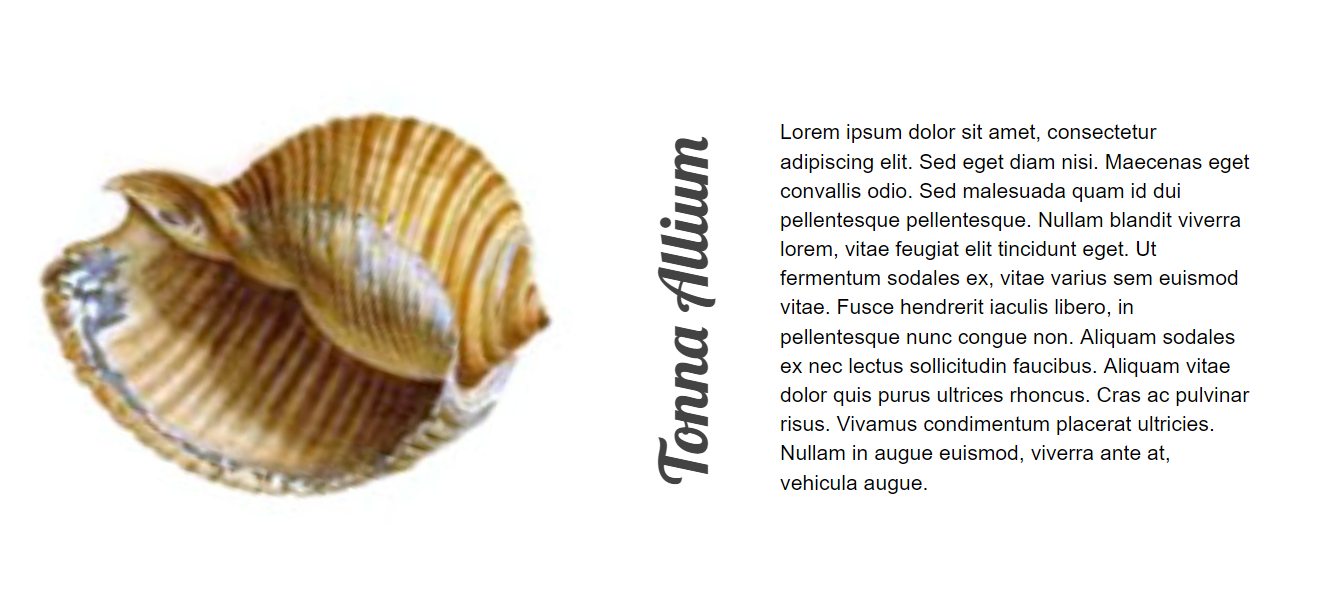 Tonna Allium
Lorem ipsum dolor sit amet, consectetur
adipiscing elit. Sed eget diam nisi. Maecenas eget
convallis odio. Sed malesuada quam id dui
pellentesque pellentesque. Nullam blandit viverra
lorem, vitae feugiat elit tincidunt eget. Ut
fermentum sodales ex, vitae varius sem euismod
vitae. Fusce hendrerit iaculis libero, in
pellentesque nunc congue non. Aliquam sodales
ex nec lectus sollicitudin faucibus. Aliquam vitae
dolor quis purus ultrices rhoncus. Cras ac pulvinar
risus. Vivamus condimentum placerat ultricies.
Nullam in augue euismod, viverra ante at,
vehicula augue.